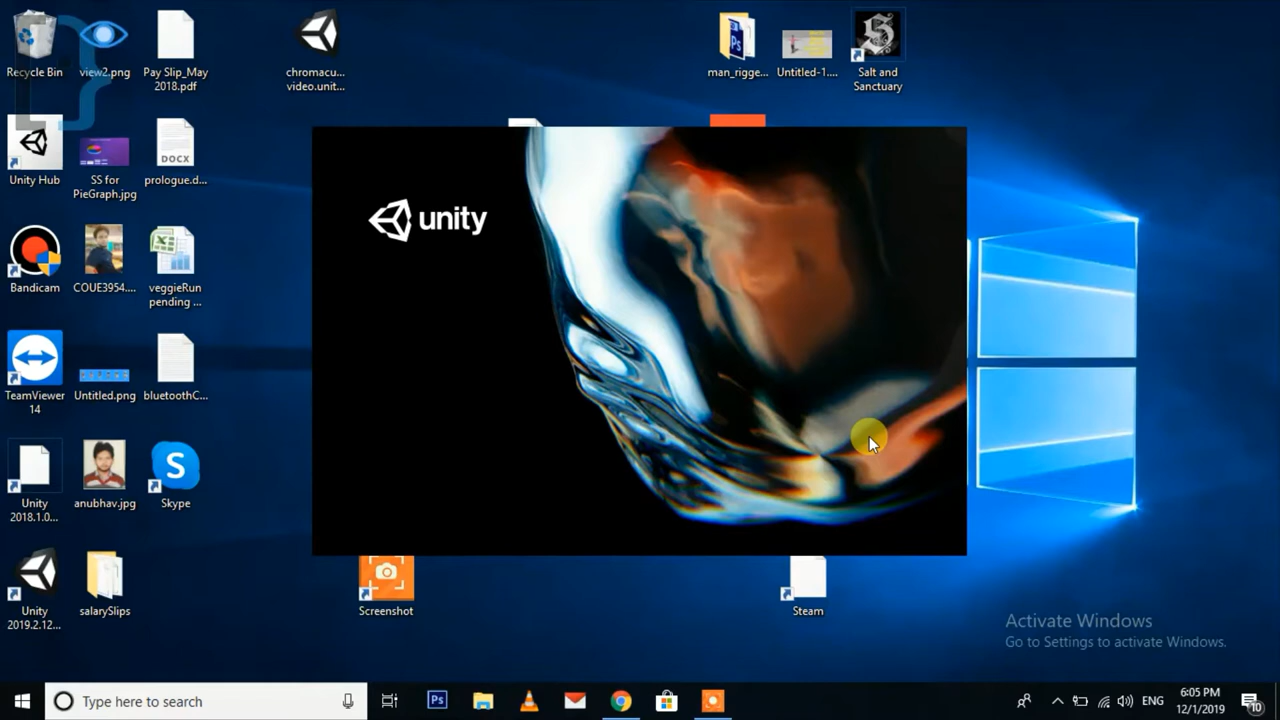 Recycle Bin
view2.png
Pay Slip_May
2018.pdf
chromacu...
video.unit...
man_rigge...
Untitled-1....
Salt and
Sanctuary
Unity Hub
SS for
PieGraph.jpg
DOCX
prologue.d...
unity
Bandicam
COUE3954....
veggieRun
pending ...
TeamViewer
14
Untitled.png
bluetoothC...
Unity
2018.1.0...
anubhav.jpg
S
Skype
Unity
2019.2.12...
salarySlips
Screenshot
Steam
Activate Windows
Go to Settings to activate Windows.
Type here to search
Ps
ENG
6:05 PM
12/1/2019
10